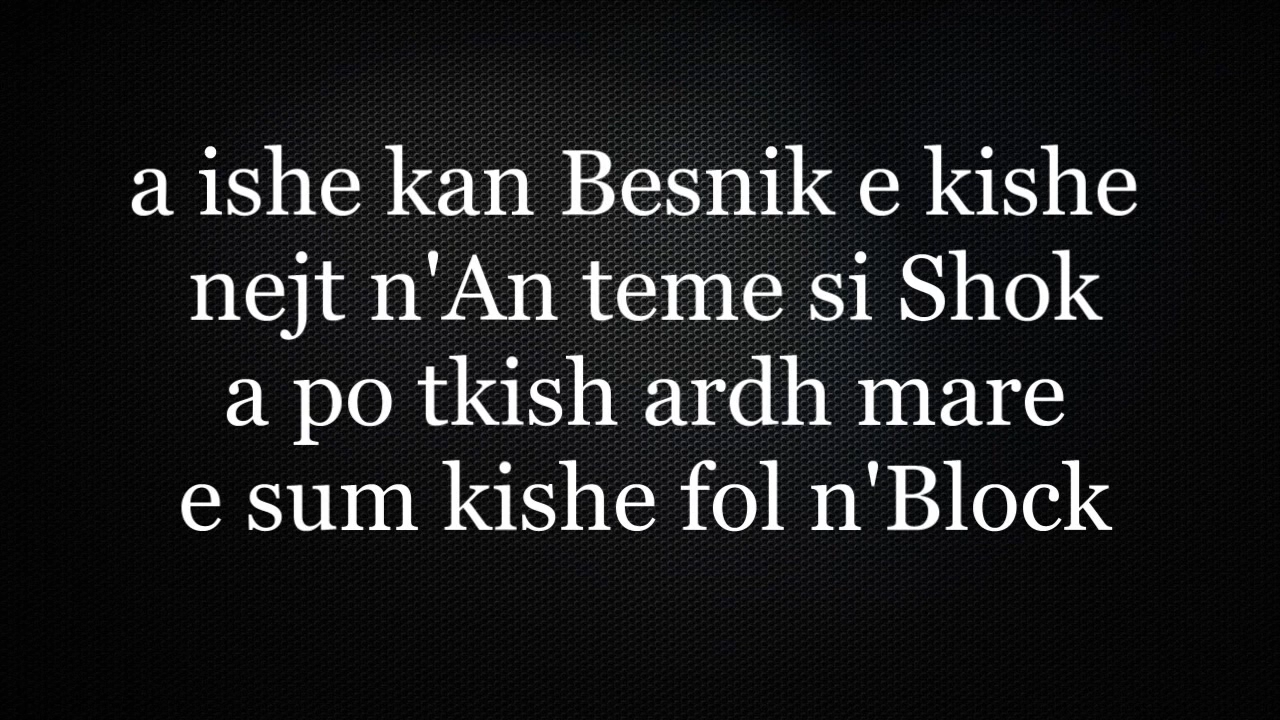 a ishe kan Besnik e kishe
nejt n'An teme si Shok
a po tkish ardh mare
e sum kishe fol n'Block